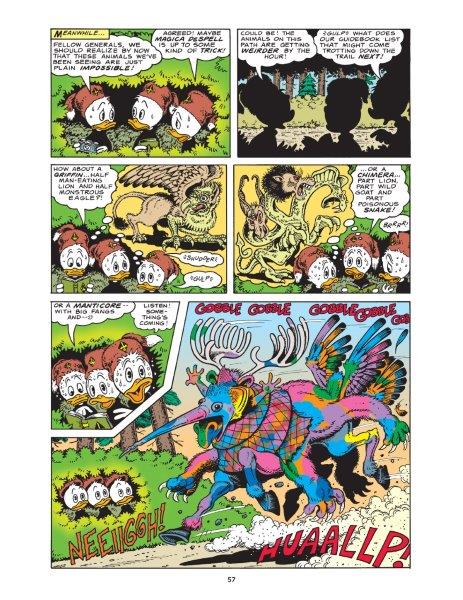 MEANWHILE...
FELLOW GENERALS, WE
SHOULD REALIZE BY NOW
THAT THESE ANIMALS WE'VE
BEEN SEEING ARE JUST
PLAIN IMPOSSIBLE!
AGREED! MAYBE
MAGICA DESPELL
IS UP TO SOME
KIND OF TRICK!
COULD BE! THE
ANIMALS ON THIS
PATH ARE GETTING
WEIRDER BY THE
HOUR!
?GULP!? WHAT DOES
OUR GUIDEBOOK LIST
THAT MIGHT COME
TROTTING DOWN THE
TRAIL NEXT!
HOW ABOUT A
GRIFFIN...HALF
MAN-EATING
LION AND HALF
MONSTROUS
EAGLE?!
?SHUDDER!?
?GULP!?
...OR A
CHIMERA...
PART LION,
PART WILD
GOAT AND
PART
POISONOUS
SNAKE!
BRRRR!
OR A MANTICORE--
WITH BIG FANGS
AND--?
LISTEN!
SOME-
THING'S
COMING!
GOBBLE GOBBLE GOBBLE GOBBLE
NEEIIGGH!
HUAAALLP!
57